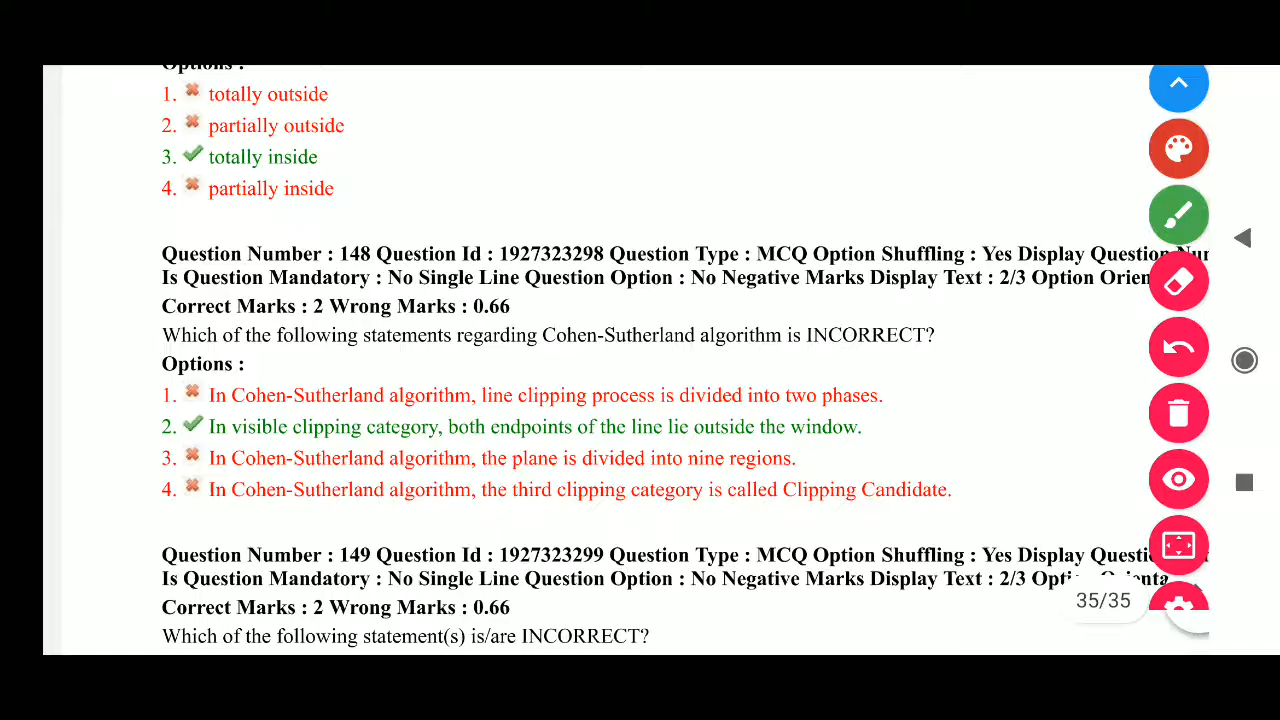 Options :
1. totally outside
2. partially outside
3. totally inside
4. partially inside
Question Number : 148 Question Id : 1927323298 Question Type : MCQ Option Shuffling : Yes Display Question
Is Question Mandatory : No Single Line Question Option : No Negative Marks Display Text : 2/3 Option
Correct Marks : 2 Wrong Marks : 0.66
Which of the following statements regarding Cohen-Sutherland algorithm is INCORRECT?
Options :
1. In Cohen-Sutherland algorithm, line clipping process is divided into two phases.
2. In visible clipping category, both endpoints of the line lie outside the window.
3. In Cohen-Sutherland algorithm, the plane is divided into nine regions.
4. In Cohen-Sutherland algorithm, the third clipping category is called Clipping Candidate.
Question Number : 149 Question Id : 1927323299 Question Type : MCQ Option Shuffling : Yes Display
Is Question Mandatory : No Single Line Question Option : No Negative Marks Display Text : 2/3
Correct Marks : 2 Wrong Marks : 0.66
35/35
Which of the following statement(s) is/are INCORRECT?